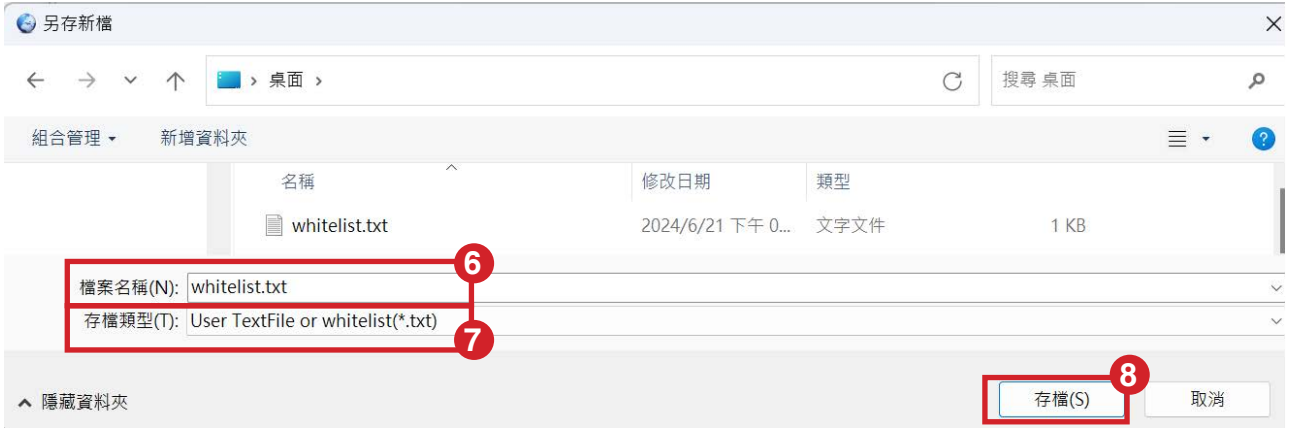 另存新檔
桌面
搜尋 桌面
組合管理 新增資料夾
名稱 修改日期 類型
whitelist.txt 2024/6/21 下午 0... 文字文件 1 KB
6
檔案名稱(N): whitelist.txt
存檔類型(T): User TextFile or whitelist(*.txt)
7
8
隱藏資料夾 存檔(S) 取消